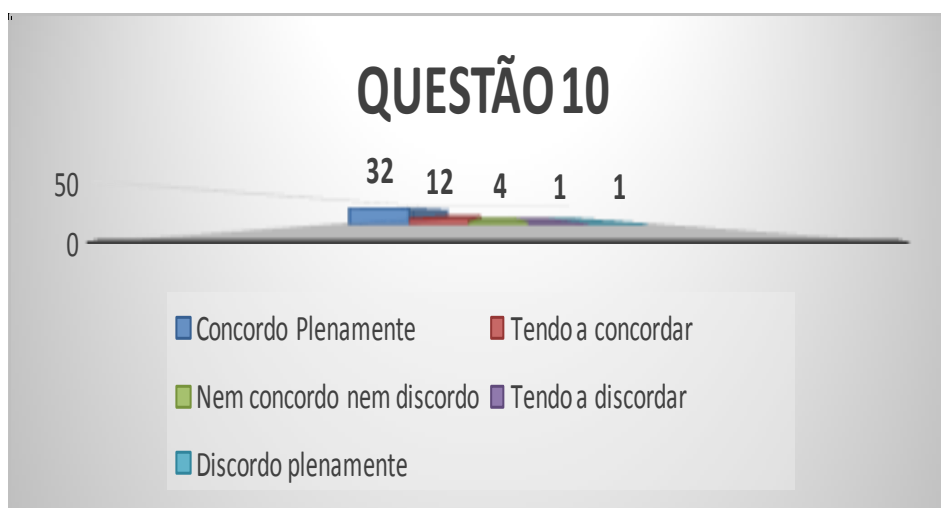 QUESTÃO 10
32 12 4 1 1
50
0
Concordo Plenamente Tendo a concordar
Nem concordo nem discordo Tendo a discordar
Discordo plenamente